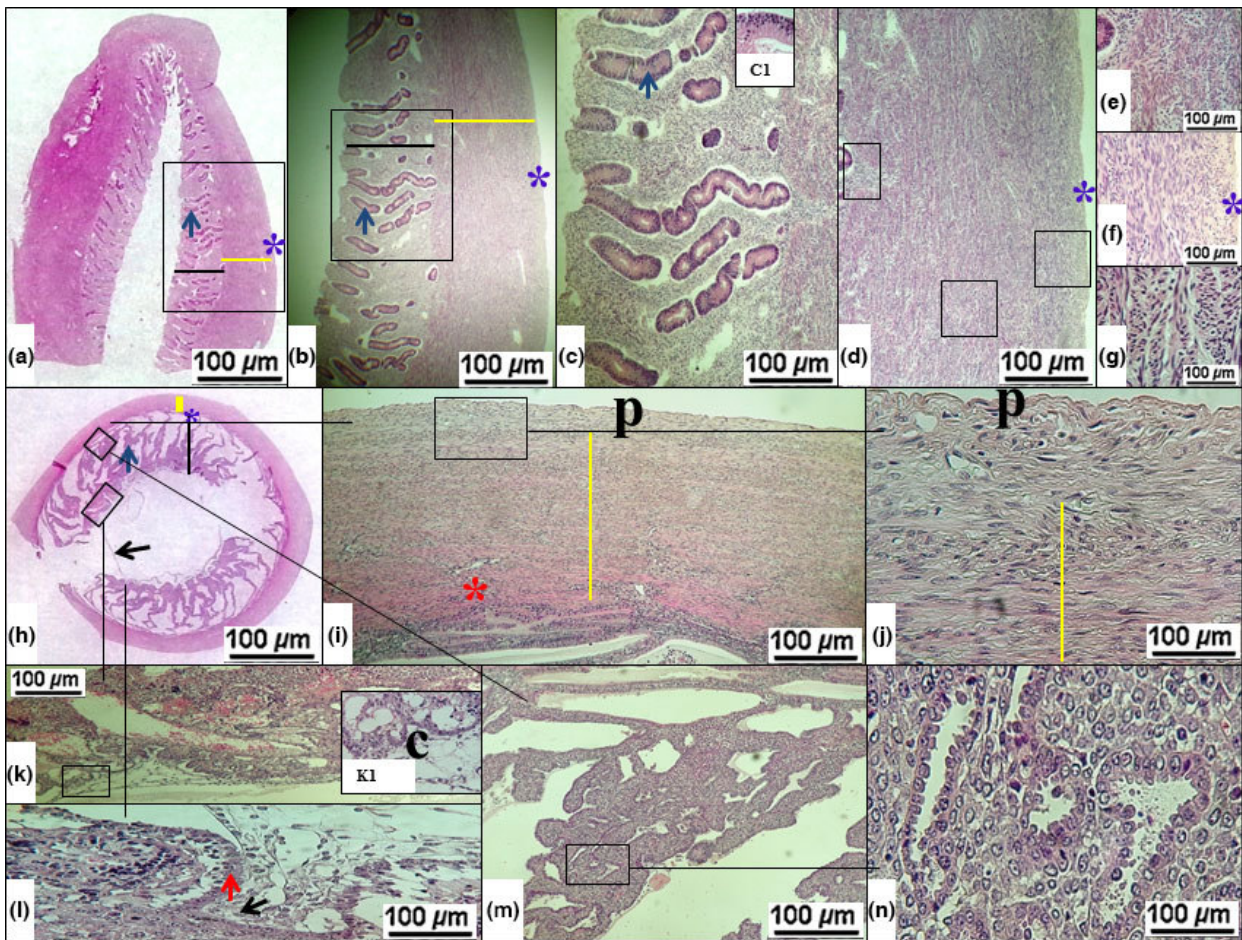 C1
(a) 100 µm
(b) 100 µm
(c) 100 µm
(d) 100 µm
*
*
*
(e) 100 µm
(f) 100 µm
*
(g) 100 µm
*
(h) 100 µm
p
*
(i) 100 µm
p
(j) 100 µm
100 µm
(k)
K1
c
(l) 100 µm
(m) 100 µm
(n) 100 µm